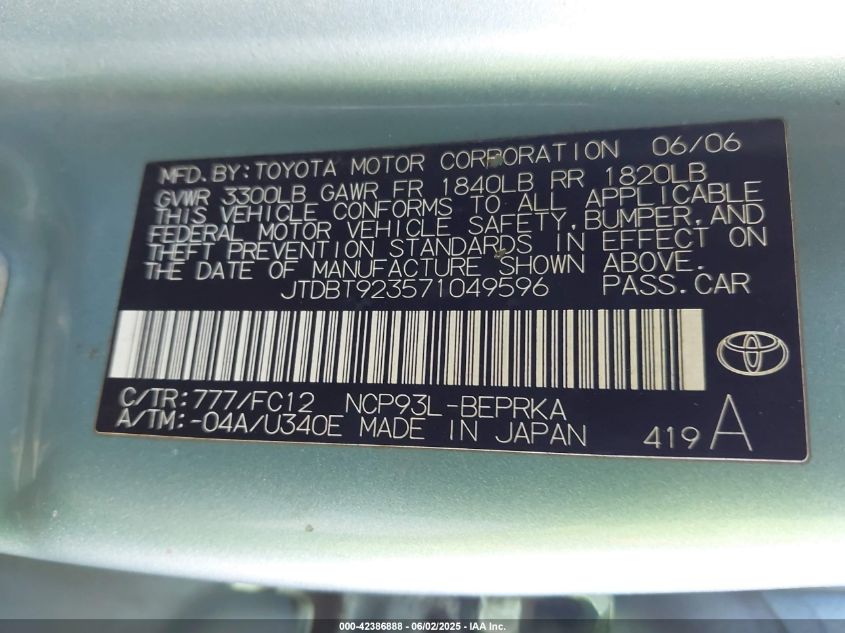 MFD. BY: TOYOTA MOTOR CORPORATION 06/06
GVWR 3300LB GAWR FR 1840LB RR 1820LB
THIS VEHICLE CONFORMS TO ALL APPLICABLE
FEDERAL MOTOR VEHICLE SAFETY, BUMPER, AND
THEFT PREVENTION STANDARDS IN EFFECT ON
THE DATE OF MANUFACTURE SHOWN ABOVE.
JTDBT923571049596 PASS. CAR
C/TR: 777/FC12 NCP93L-BEPRKA
A/TM: -04A/U340E MADE IN JAPAN 419 A
000-42386888 - 06/02/2025 - IAA, Inc.